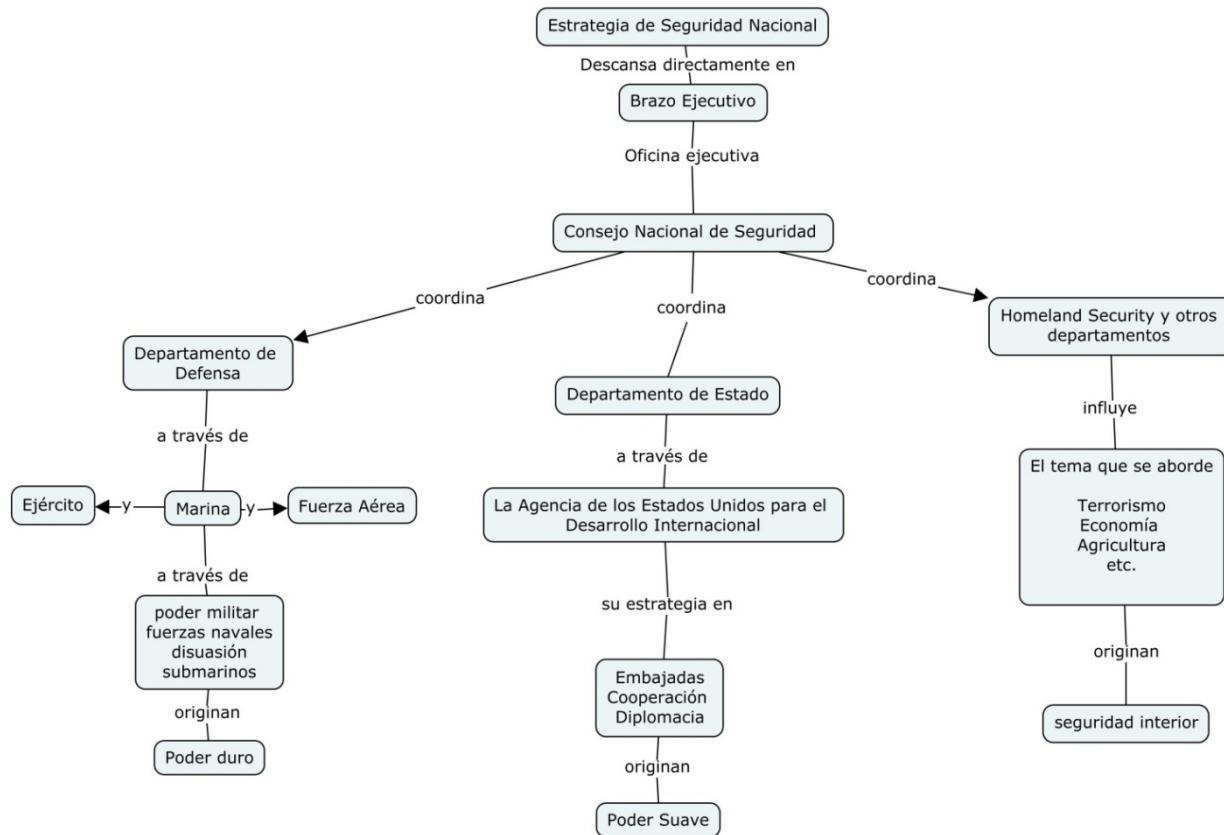 Estrategia de Seguridad Nacional
Descansa directamente en
Brazo Ejecutivo
Oficina ejecutiva
Consejo Nacional de Seguridad
coordina
coordina
coordina
Departamento de
Defensa
a través de
Ejército
y
Marina
y
Fuerza Aérea
a través de
poder militar
fuerzas navales
disuasión
submarinos
originan
Poder duro
Departamento de Estado
a través de
La Agencia de los Estados Unidos para el
Desarrollo Internacional
su estrategia en
Embajadas
Cooperación
Diplomacia
originan
Poder Suave
Homeland Security y otros
departamentos
influye
El tema que se aborde
Terrorismo
Economía
Agricultura
etc.
originan
seguridad interior